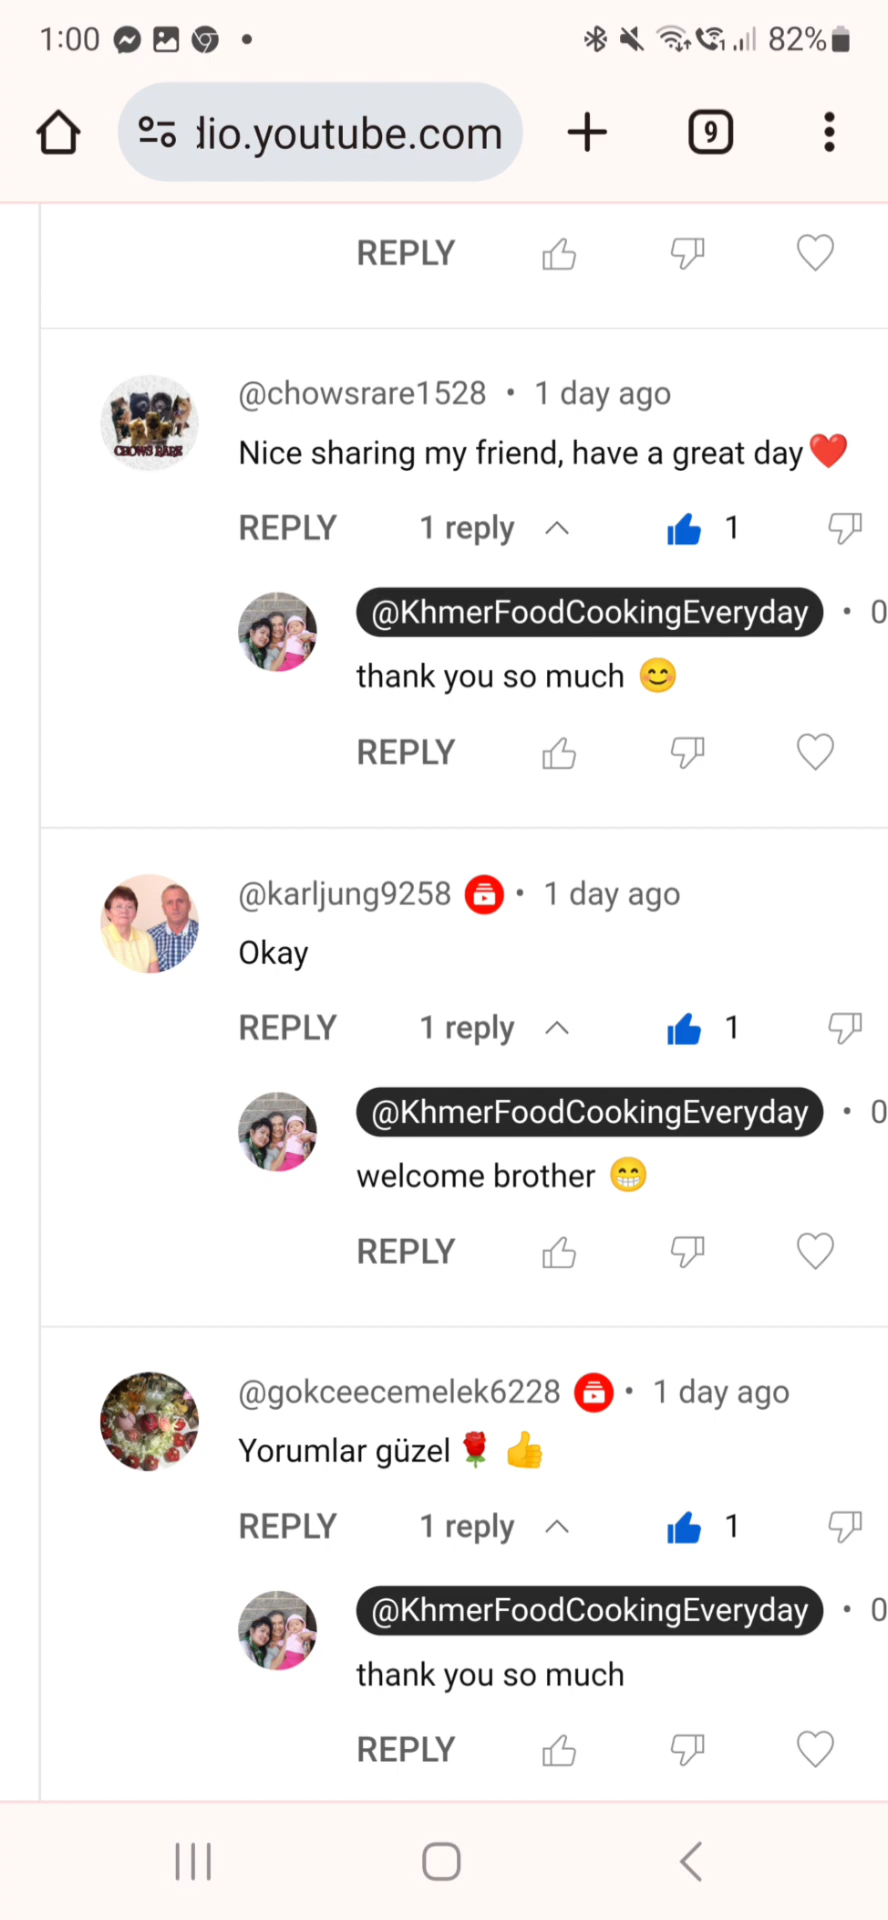 1:00
82%
dio.youtube.com
9
REPLY
@chowsrare1528 • 1 day ago
CHOWS RARE
Nice sharing my friend, have a great day❤️
REPLY 1 reply 1
@KhmerFoodCookingEveryday • 0
thank you so much 😊
REPLY
@karljung9258 • 1 day ago
Okay
REPLY 1 reply 1
@KhmerFoodCookingEveryday • 0
welcome brother 😁
REPLY
@gokceecemelek6228 • 1 day ago
Yorumlar güzel 🌹 👍
REPLY 1 reply 1
@KhmerFoodCookingEveryday • 0
thank you so much
REPLY